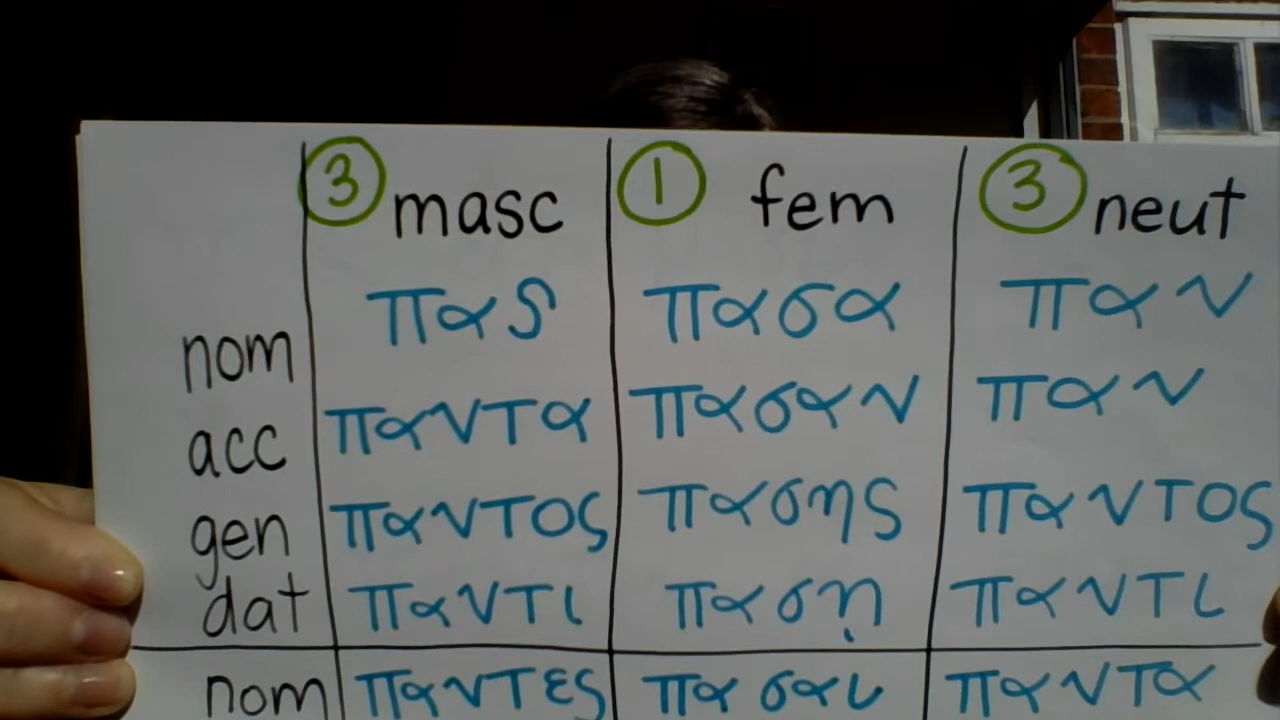 ③ masc ① fem ③ neut
nom πας πασα παν
acc παντα πασαν παν
gen παντος πασης παντος
dat παντι πασῃ παντι
nom παντες πασαι παντα